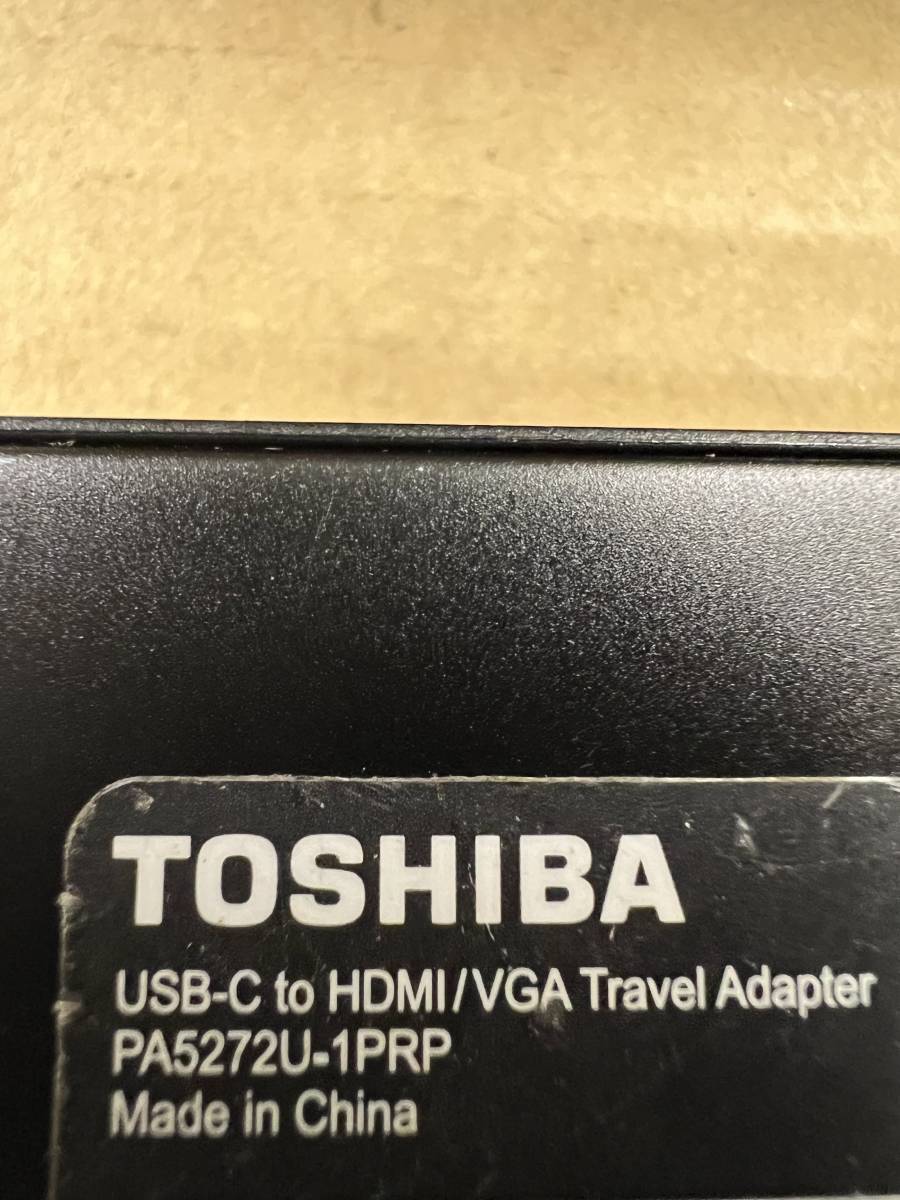 TOSHIBA
USB-C to HDMI/VGA Travel Adapter
PA5272U-1PRP
Made in China